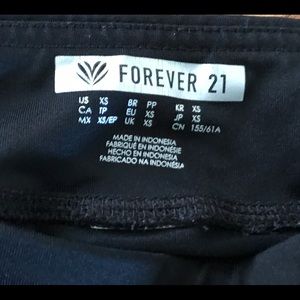 FOREVER 21
US XS BR PP KR XS
CA TP EU XS JP XS
MX XS/EP UK XS CN 155/61A
MADE IN INDONESIA
FABRIQUÉ EN INDONÉSIE
HECHO EN INDONESIA
FABRICADO NA INDONÉSIA